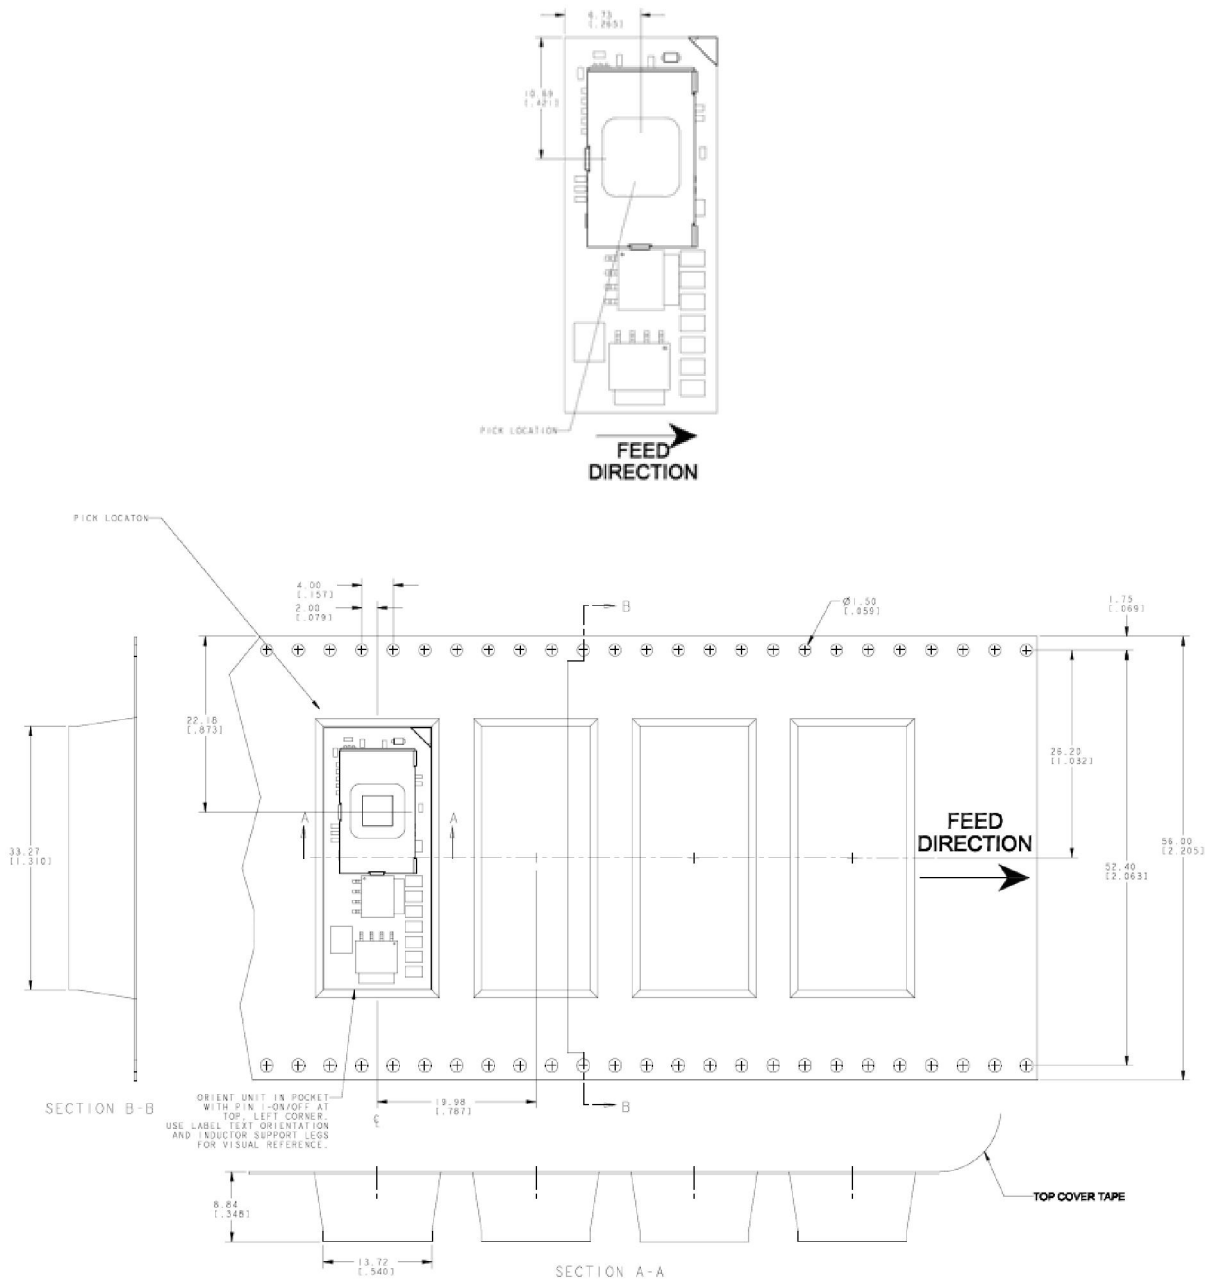 6.73
[.265]
10.69
[.421]
PICK LOCATION
FEED
DIRECTION
PICK LOCATON
4.00
[.157]
2.00
[.079]
B
Ø1.50
[.059]
1.75
[.069]
22.18
[.873]
26.20
[1.032]
A
A
FEED
DIRECTION
33.27
[1.310]
56.00
[2.205]
52.40
[2.063]
SECTION B-B
ORIENT UNIT IN POCKET
WITH PIN 1-ON/OFF AT
TOP, LEFT CORNER.
USE LABEL TEXT ORIENTATION
AND INDUCTOR SUPPORT LEGS
FOR VISUAL REFERENCE.
19.98
[.787]
B
8.84
[.348]
TOP COVER TAPE
13.72
[.540]
SECTION A-A